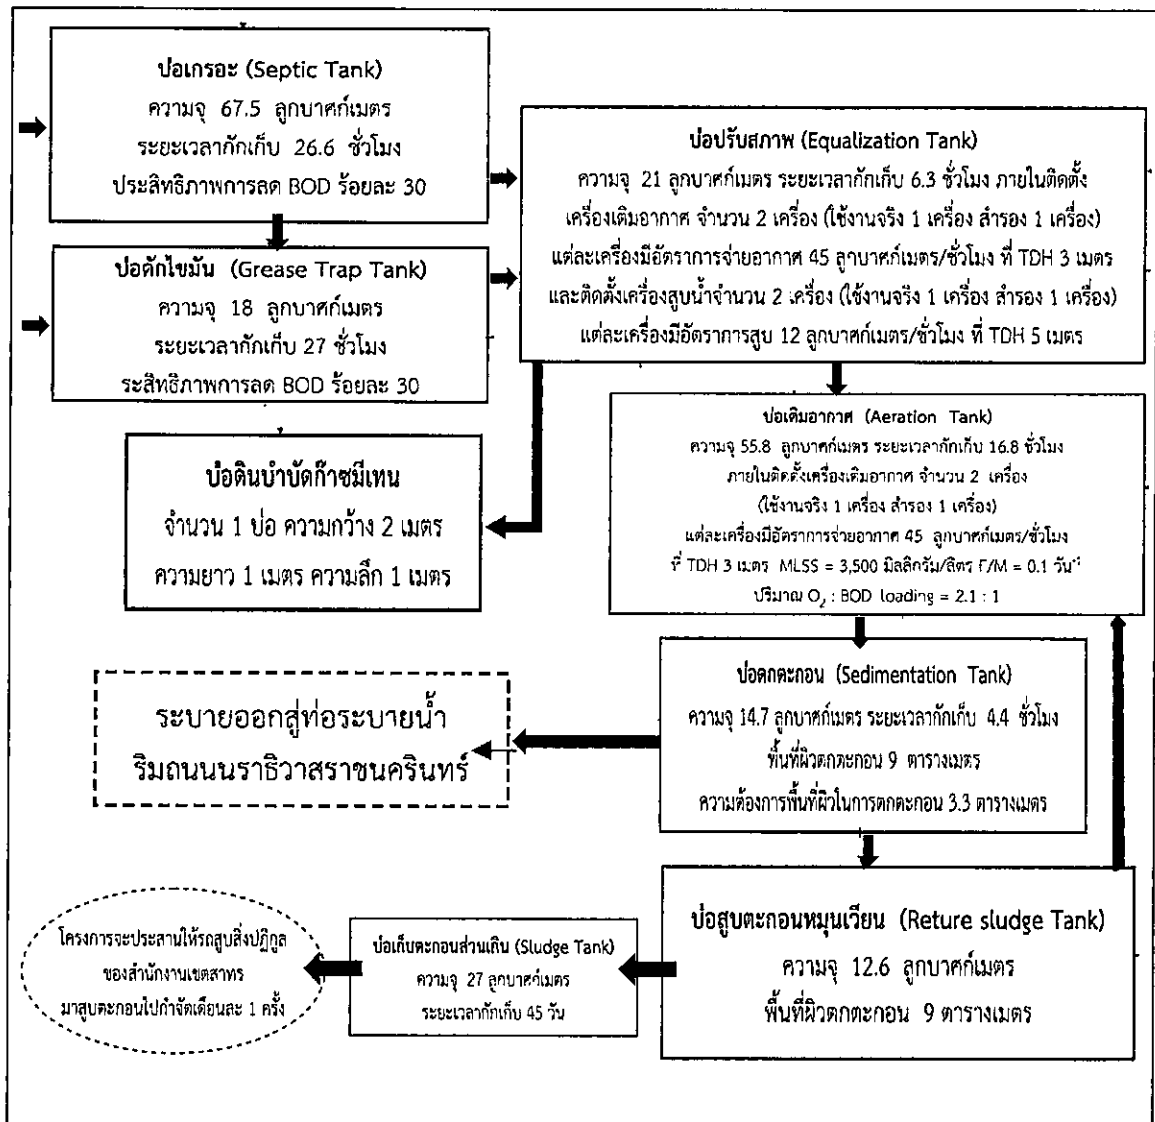 บ่อเกรอะ (Septic Tank)
ความจุ 67.5 ลูกบาศก์เมตร
ระยะเวลากักเก็บ 26.6 ชั่วโมง
ประสิทธิภาพการลด BOD ร้อยละ 30
บ่อดักไขมัน (Grease Trap Tank)
ความจุ 18 ลูกบาศก์เมตร
ระยะเวลากักเก็บ 27 ชั่วโมง
ระสิทธิภาพการลด BOD ร้อยละ 30
บ่อปรับสภาพ (Equalization Tank)
ความจุ 21 ลูกบาศก์เมตร ระยะเวลากักเก็บ 6.3 ชั่วโมง ภายในติดตั้ง
เครื่องเติมอากาศ จำนวน 2 เครื่อง (ใช้งานจริง 1 เครื่อง สำรอง 1 เครื่อง)
แต่ละเครื่องมีอัตราการจ่ายอากาศ 45 ลูกบาศก์เมตร/ชั่วโมง ที่ TDH 3 เมตร
และติดตั้งเครื่องสูบน้ำจำนวน 2 เครื่อง (ใช้งานจริง 1 เครื่อง สำรอง 1 เครื่อง)
แต่ละเครื่องมีอัตราการสูบ 12 ลูกบาศก์เมตร/ชั่วโมง ที่ TDH 5 เมตร
บ่อดินบำบัดก๊าซมีเทน
จำนวน 1 บ่อ ความกว้าง 2 เมตร
ความยาว 1 เมตร ความลึก 1 เมตร
บ่อเติมอากาศ (Aeration Tank)
ความจุ 55.8 ลูกบาศก์เมตร ระยะเวลากักเก็บ 16.8 ชั่วโมง
ภายในติดตั้งเครื่องเติมอากาศ จำนวน 2 เครื่อง
(ใช้งานจริง 1 เครื่อง สำรอง 1 เครื่อง)
แต่ละเครื่องมีอัตราการจ่ายอากาศ 45 ลูกบาศก์เมตร/ชั่วโมง
ที่ TDH 3 เมตร MLSS = 3,500 มิลลิกรัม/ลิตร F/M = 0.1 วัน⁻¹
ปริมาณ O₂ : BOD loading = 2.1 : 1
บ่อตกตะกอน (Sedimentation Tank)
ความจุ 14.7 ลูกบาศก์เมตร ระยะเวลากักเก็บ 4.4 ชั่วโมง
พื้นที่ผิวตกตะกอน 9 ตารางเมตร
ความต้องการพื้นที่ผิวในการตกตะกอน 3.3 ตารางเมตร
ระบายออกสู่ท่อระบายน้ำ
ริมถนนนราธิวาสราชนครินทร์
บ่อสูบตะกอนหมุนเวียน (Reture sludge Tank)
ความจุ 12.6 ลูกบาศก์เมตร
พื้นที่ผิวตกตะกอน 9 ตารางเมตร
บ่อเก็บตะกอนส่วนเกิน (Sludge Tank)
ความจุ 27 ลูกบาศก์เมตร
ระยะเวลากักเก็บ 45 วัน
โครงการจะประสานให้รถสูบสิ่งปฏิกูล
ของสำนักงานเขตสาทร
มาสูบตะกอนไปกำจัดเดือนละ 1 ครั้ง